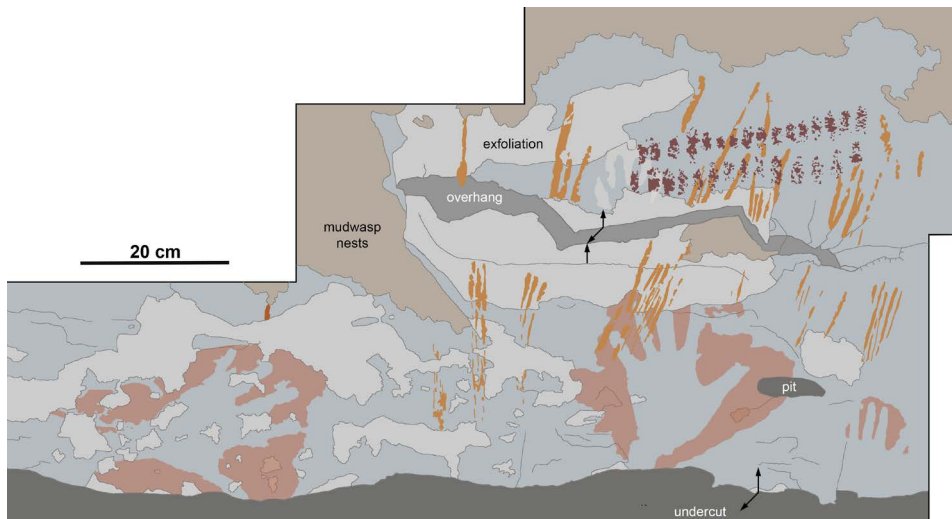 exfoliation
overhang
mudwasp
nests
20 cm
pit
undercut